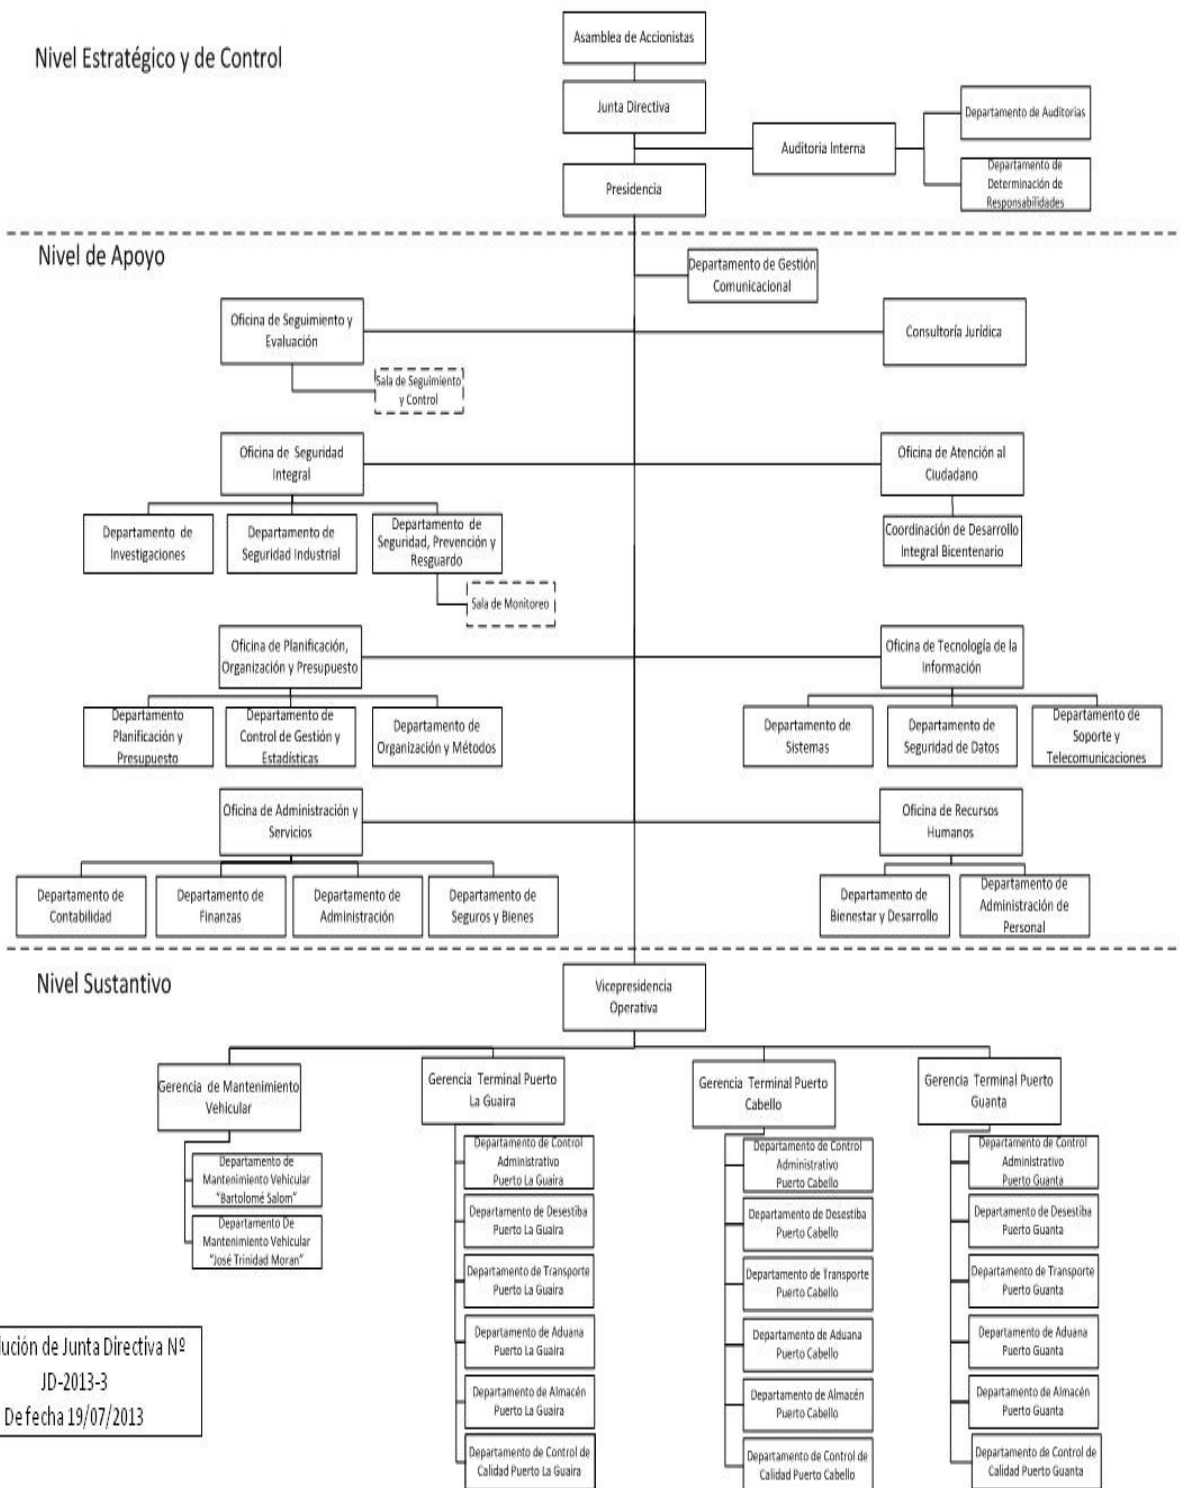 Nivel Estratégico y de Control
Asamblea de Accionistas
Junta Directiva
Auditoria Interna
Departamento de Auditorias
Departamento de
Determinación de
Responsabilidades
Presidencia
Nivel de Apoyo
Departamento de Gestión
Comunicacional
Oficina de Seguimiento y
Evaluación
Consultoría Jurídica
Sala de Seguimiento
y Control
Oficina de Seguridad
Integral
Oficina de Atención al
Ciudadano
Departamento de
Investigaciones
Departamento de
Seguridad Industrial
Departamento de
Seguridad, Prevención y
Resguardo
Coordinación de Desarrollo
Integral Bicentenario
Sala de Monitoreo
Oficina de Planificación,
Organización y Presupuesto
Oficina de Tecnología de la
Información
Departamento
Planificación y
Presupuesto
Departamento de
Control de Gestión y
Estadísticas
Departamento de
Organización y Métodos
Departamento de
Sistemas
Departamento de
Seguridad de Datos
Departamento de
Soporte y
Telecomunicaciones
Oficina de Administración y
Servicios
Oficina de Recursos
Humanos
Departamento de
Contabilidad
Departamento de
Finanzas
Departamento de
Administración
Departamento de
Seguros y Bienes
Departamento de
Bienestar y Desarrollo
Departamento de
Administración de
Personal
Nivel Sustantivo
Vicepresidencia
Operativa
Gerencia de Mantenimiento
Vehicular
Departamento de
Mantenimiento Vehicular
"Bartolomé Salom"
Departamento De
Mantenimiento Vehicular
"José Trinidad Moran"
Gerencia Terminal Puerto
La Guaira
Departamento de Control
Administrativo
Puerto La Guaira
Departamento de Desestiba
Puerto La Guaira
Departamento de Transporte
Puerto La Guaira
Departamento de Aduana
Puerto La Guaira
Departamento de Almacén
Puerto La Guaira
Departamento de Control de
Calidad Puerto La Guaira
Gerencia Terminal Puerto
Cabello
Departamento de Control
Administrativo
Puerto Cabello
Departamento de Desestiba
Puerto Cabello
Departamento de Transporte
Puerto Cabello
Departamento de Aduana
Puerto Cabello
Departamento de Almacén
Puerto Cabello
Departamento de Control de
Calidad Puerto Cabello
Gerencia Terminal Puerto
Guanta
Departamento de Control
Administrativo
Puerto Guanta
Departamento de Desestiba
Puerto Guanta
Departamento de Transporte
Puerto Guanta
Departamento de Aduana
Puerto Guanta
Departamento de Almacén
Puerto Guanta
Departamento de Control de
Calidad Puerto Guanta
lución de Junta Directiva Nº
JD-2013-3
De fecha 19/07/2013